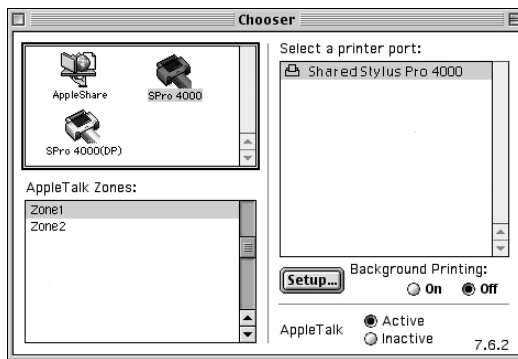 Chooser
AppleShare
SPro 4000
SPro 4000(DP)
AppleTalk Zones:
Zone1
Zone2
Select a printer port:
Shared Stylus Pro 4000
Setup...
Background Printing:
On Off
AppleTalk
Active
Inactive
7.6.2